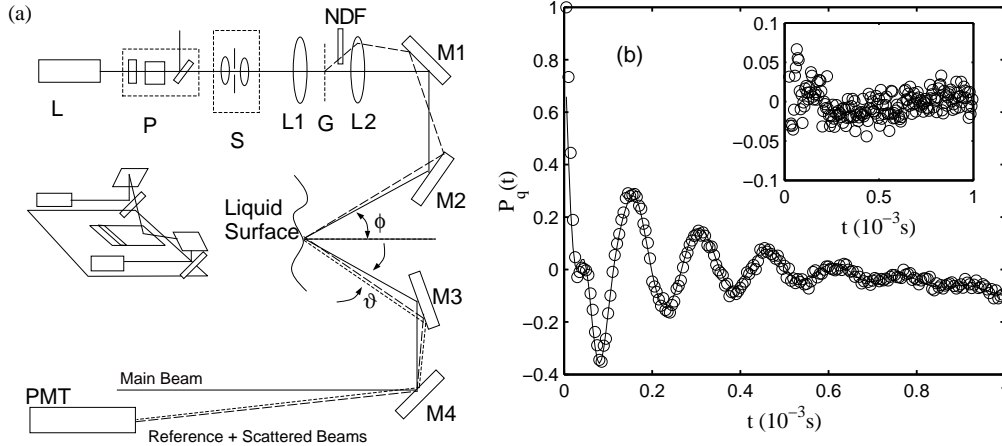 (a)
NDF
M1
L
P
S
L1
G
L2
M2
Liquid
Surface
ϕ
ϑ
M3
Main Beam
M4
PMT
Reference + Scattered Beams
(b)
P_q(t)
1
0.8
0.6
0.4
0.2
0
−0.2
−0.4
0
0.2
0.4
0.6
0.8
t (10⁻³s)
0.1
0.05
0
−0.05
−0.1
0
0.5
1
t (10⁻³s)